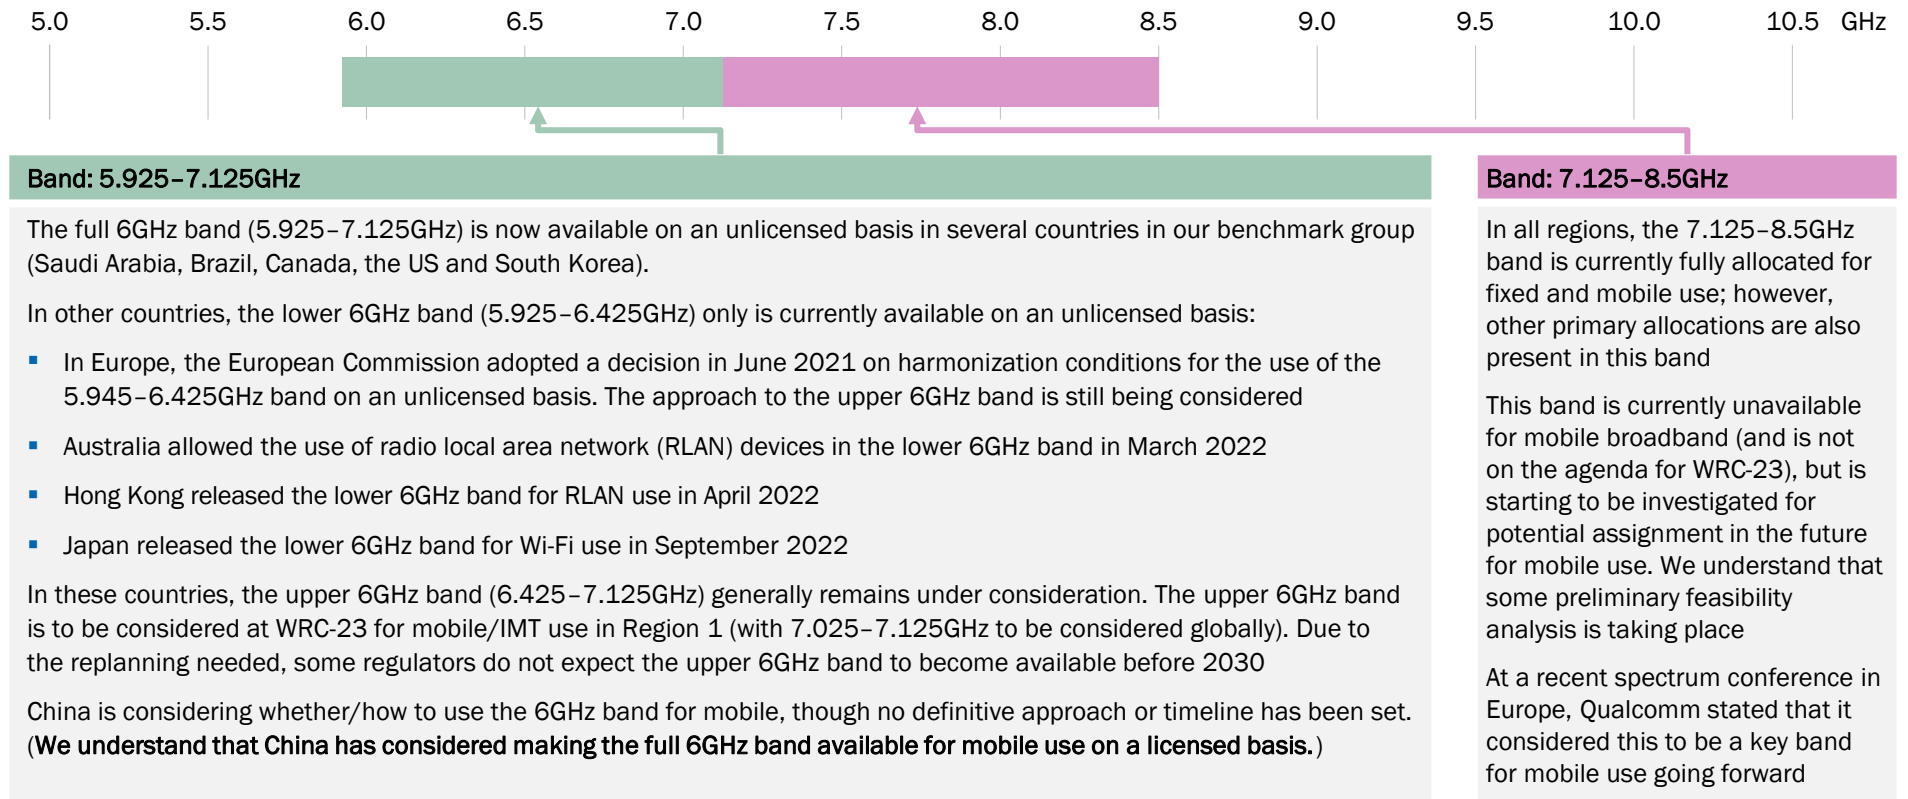 5.0 5.5 6.0 6.5 7.0 7.5 8.0 8.5 9.0 9.5 10.0 10.5 GHz
Band: 5.925–7.125GHz
The full 6GHz band (5.925–7.125GHz) is now available on an unlicensed basis in several countries in our benchmark group
(Saudi Arabia, Brazil, Canada, the US and South Korea).
In other countries, the lower 6GHz band (5.925–6.425GHz) only is currently available on an unlicensed basis:
▪ In Europe, the European Commission adopted a decision in June 2021 on harmonization conditions for the use of the
5.945–6.425GHz band on an unlicensed basis. The approach to the upper 6GHz band is still being considered
▪ Australia allowed the use of radio local area network (RLAN) devices in the lower 6GHz band in March 2022
▪ Hong Kong released the lower 6GHz band for RLAN use in April 2022
▪ Japan released the lower 6GHz band for Wi-Fi use in September 2022
In these countries, the upper 6GHz band (6.425–7.125GHz) generally remains under consideration. The upper 6GHz band
is to be considered at WRC-23 for mobile/IMT use in Region 1 (with 7.025–7.125GHz to be considered globally). Due to
the replanning needed, some regulators do not expect the upper 6GHz band to become available before 2030
China is considering whether/how to use the 6GHz band for mobile, though no definitive approach or timeline has been set.
(We understand that China has considered making the full 6GHz band available for mobile use on a licensed basis.)
Band: 7.125–8.5GHz
In all regions, the 7.125–8.5GHz
band is currently fully allocated for
fixed and mobile use; however,
other primary allocations are also
present in this band
This band is currently unavailable
for mobile broadband (and is not
on the agenda for WRC-23), but is
starting to be investigated for
potential assignment in the future
for mobile use. We understand that
some preliminary feasibility
analysis is taking place
At a recent spectrum conference in
Europe, Qualcomm stated that it
considered this to be a key band
for mobile use going forward